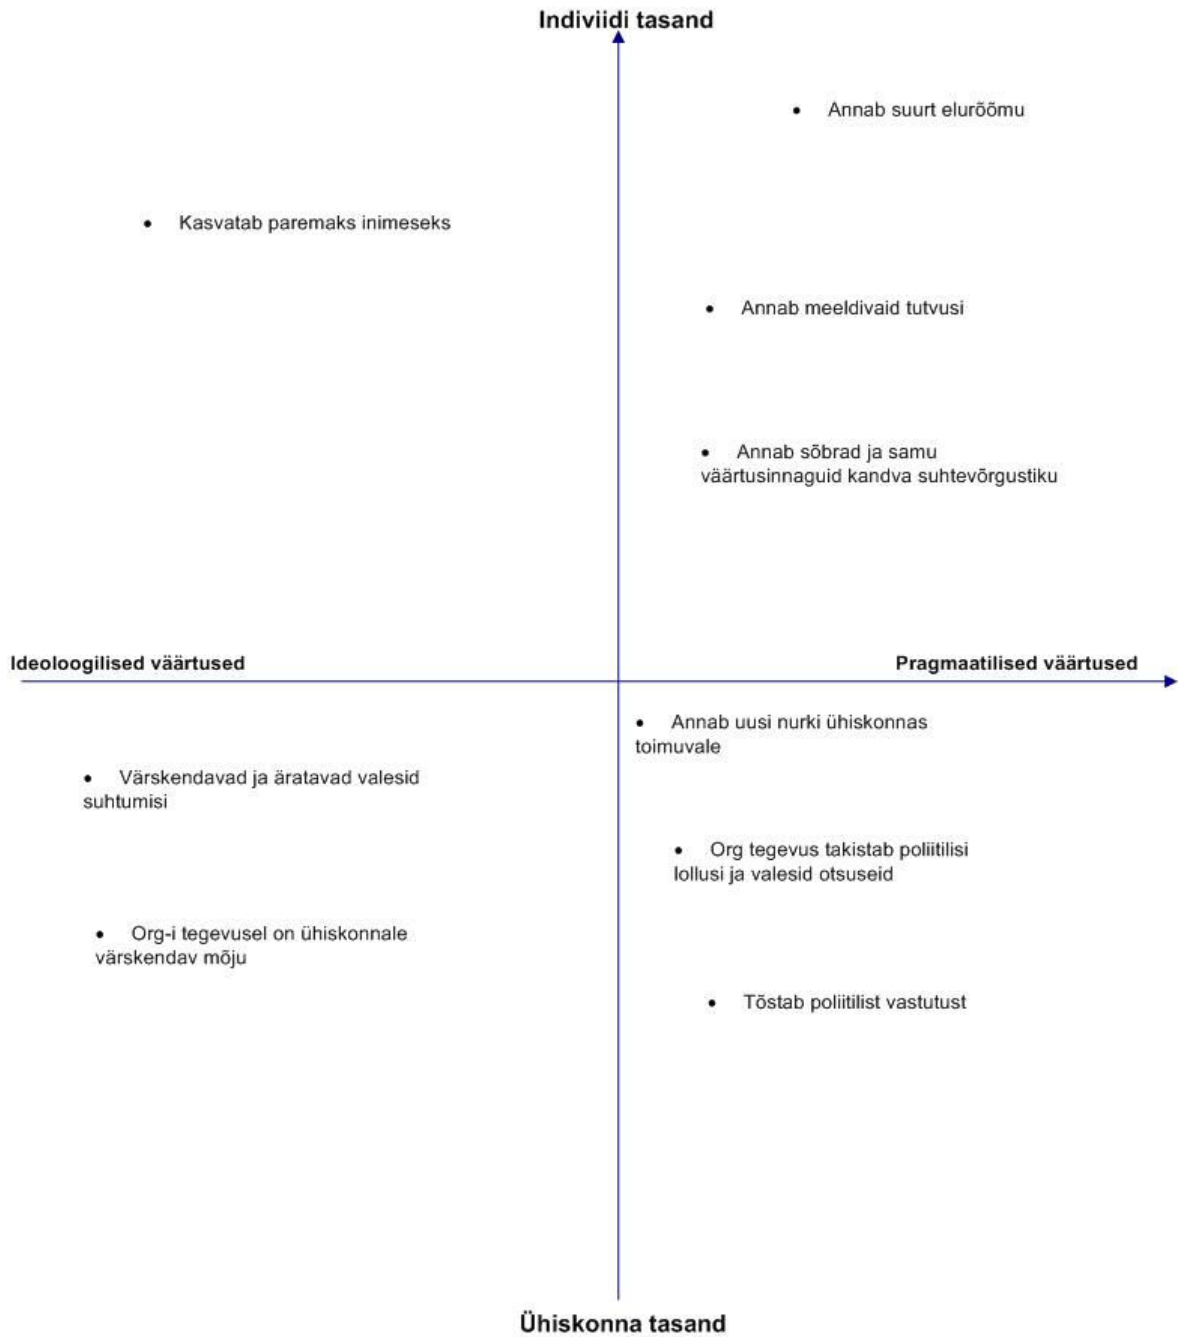 Indiviidi tasand
• Annab suurt elurõõmu
• Kasvatab paremaks inimeseks
• Annab meeldivaid tutvusi
• Annab sõbrad ja samu
väärtusinnaguid kandva suhtevõrgustiku
Ideoloogilised väärtused
Pragmaatilised väärtused
• Annab uusi nurki ühiskonnas
toimuvale
• Värskendavad ja äratavad valesid
suhtumisi
• Org tegevus takistab poliitilisi
lollusi ja valesid otsuseid
• Org-i tegevusel on ühiskonnale
värskendav mõju
• Tõstab poliitilist vastutust
Ühiskonna tasand